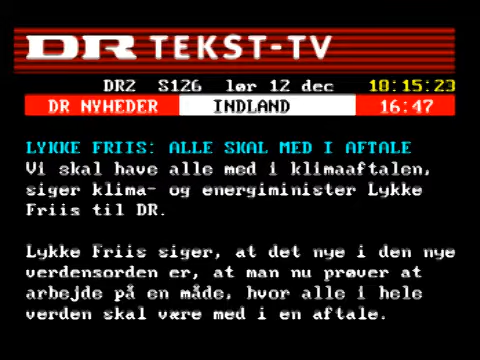 DR TEKST-TV
DR2 S126 lør 12 dec 18:15:23
DR NYHEDER INDLAND 16:47
LYKKE FRIIS: ALLE SKAL MED I AFTALE
Vi skal have alle med i klimaaftalen,
siger klima- og energiminister Lykke
Friis til DR.
Lykke Friis siger, at det nye i den nye
verdensorden er, at man nu prøver at
arbejde på en måde, hvor alle i hele
verden skal være med i en aftale.